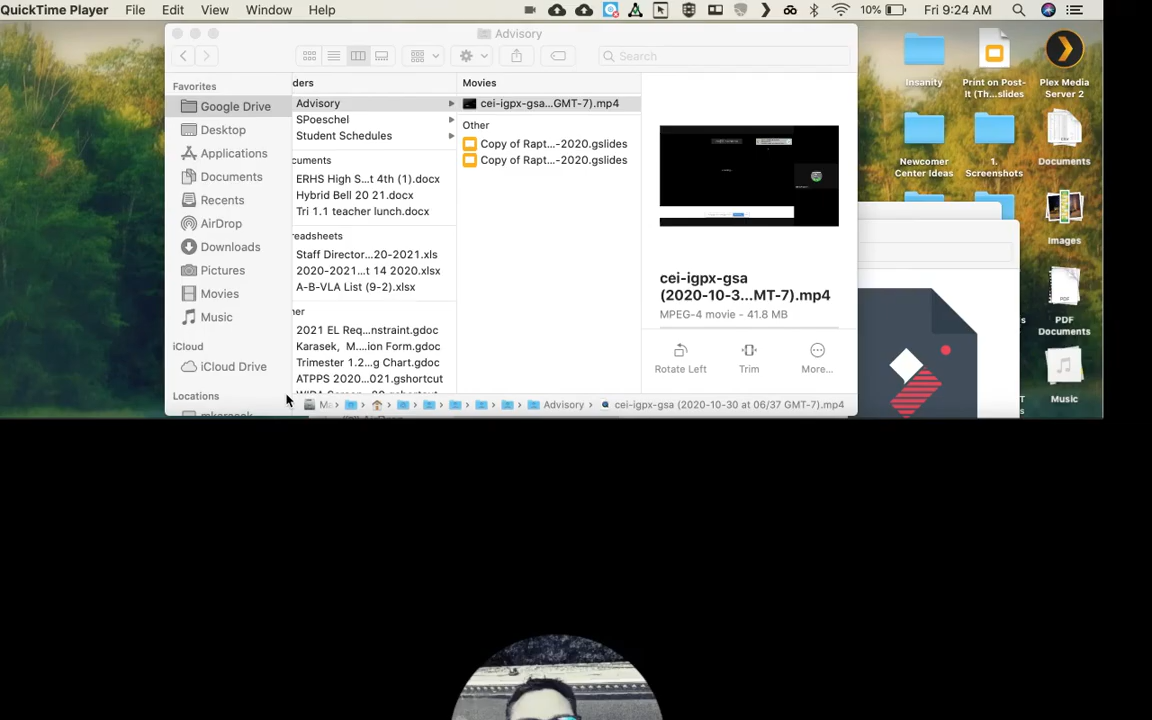 QuickTime Player File Edit View Window Help 10% Fri 9:24 AM
Advisory
Search
Favorites
Google Drive
Desktop
Applications
Documents
Recents
AirDrop
Downloads
Pictures
Movies
Music
iCloud
iCloud Drive
Locations
ders
Advisory
SPoeschel
Student Schedules
cuments
ERHS High S...t 4th (1).docx
Hybrid Bell 20 21.docx
Tri 1.1 teacher lunch.docx
readsheets
Staff Director...20-2021.xls
2020-2021...t 14 2020.xlsx
A-B-VLA List (9-2).xlsx
her
2021 EL Req...nstraint.gdoc
Karasek, M....ion Form.gdoc
Trimester 1.2...g Chart.gdoc
ATPPS 2020...021.gshortcut
Movies
cei-igpx-gsa...GMT-7).mp4
Other
Copy of Rapt...-2020.gslides
Copy of Rapt...-2020.gslides
cei-igpx-gsa
(2020-10-3...MT-7).mp4
MPEG-4 movie - 41.8 MB
Rotate Left
Trim
More...
Advisory
cei-igpx-gsa (2020-10-30 at 06/37 GMT-7).mp4
Insanity
Print on Post-
It (Th....slides
Plex Media
Server 2
Newcomer
Center Ideas
1.
Screenshots
Documents
Images
PDF
Documents
Music